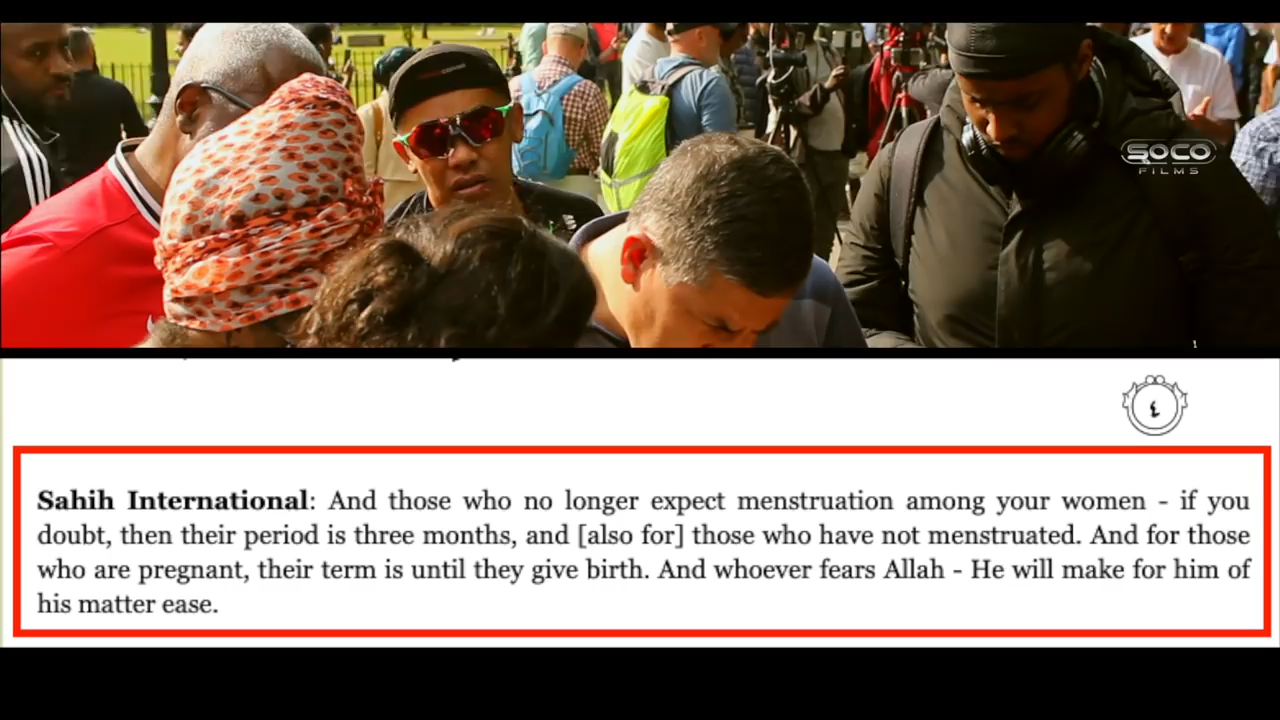 SOCO
FILMS
٤
Sahih International: And those who no longer expect menstruation among your women - if you
doubt, then their period is three months, and [also for] those who have not menstruated. And for those
who are pregnant, their term is until they give birth. And whoever fears Allah - He will make for him of
his matter ease.